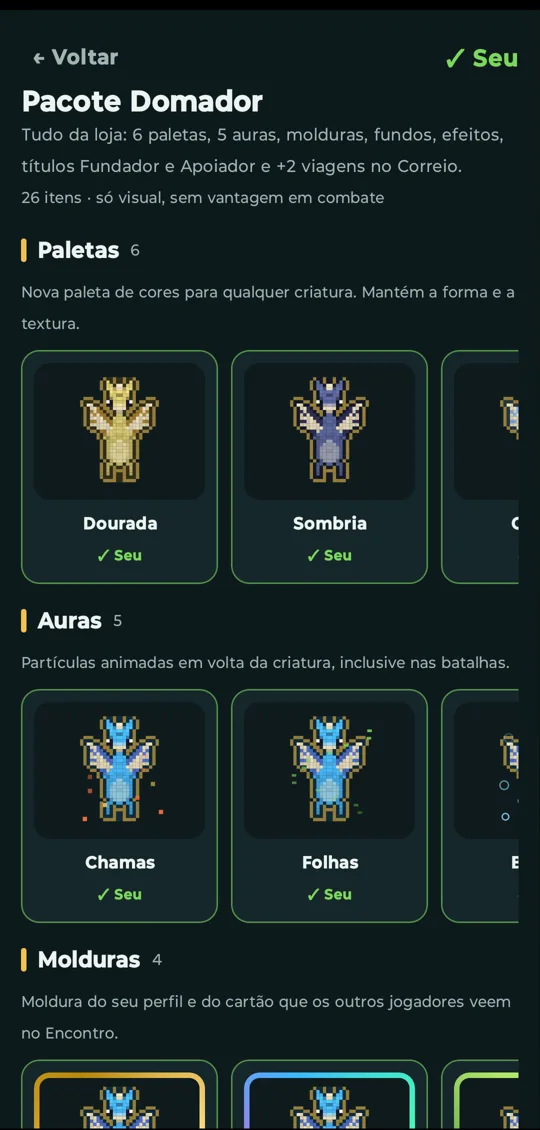 ← Voltar
✓ Seu
Pacote Domador
Tudo da loja: 6 paletas, 5 auras, molduras, fundos, efeitos,
títulos Fundador e Apoiador e +2 viagens no Correio.
26 itens · só visual, sem vantagem em combate
Paletas 6
Nova paleta de cores para qualquer criatura. Mantém a forma e a
textura.
Dourada
Sombria
✓ Seu
✓ Seu
Auras 5
Partículas animadas em volta da criatura, inclusive nas batalhas.
Chamas
Folhas
✓ Seu
✓ Seu
Molduras 4
Moldura do seu perfil e do cartão que os outros jogadores veem
no Encontro.